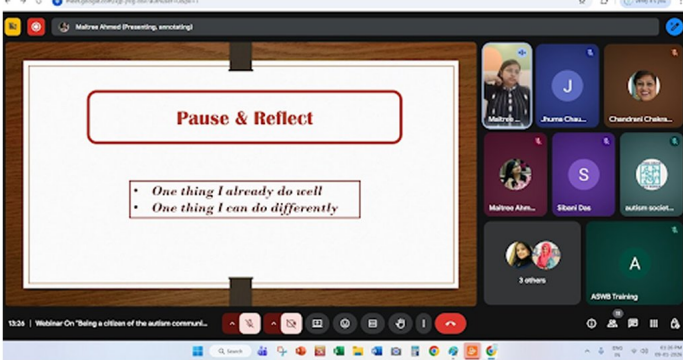 Maitree Ahmed (Presenting, annotating)
Pause & Reflect
• One thing I already do well
• One thing I can do differently
Maitree ...
J
Jhuma Chau...
Chandrani Chakra...
Maitree Ahm...
S
Sibani Das
autism societ...
3 others
A
ASWB Training
13:26 | Webinar On "Being a citizen of the autism communi...
Search
ENG
IN